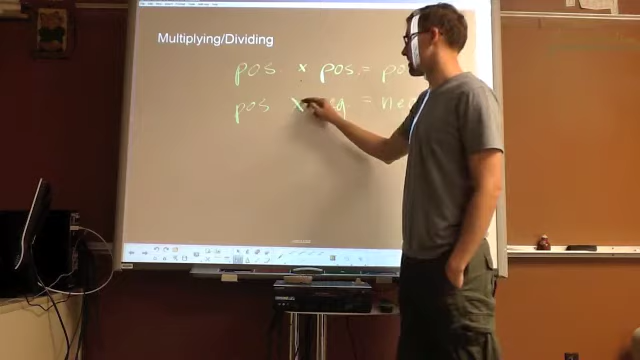 Multiplying/Dividing
pos. x pos. = po
pos x = ne